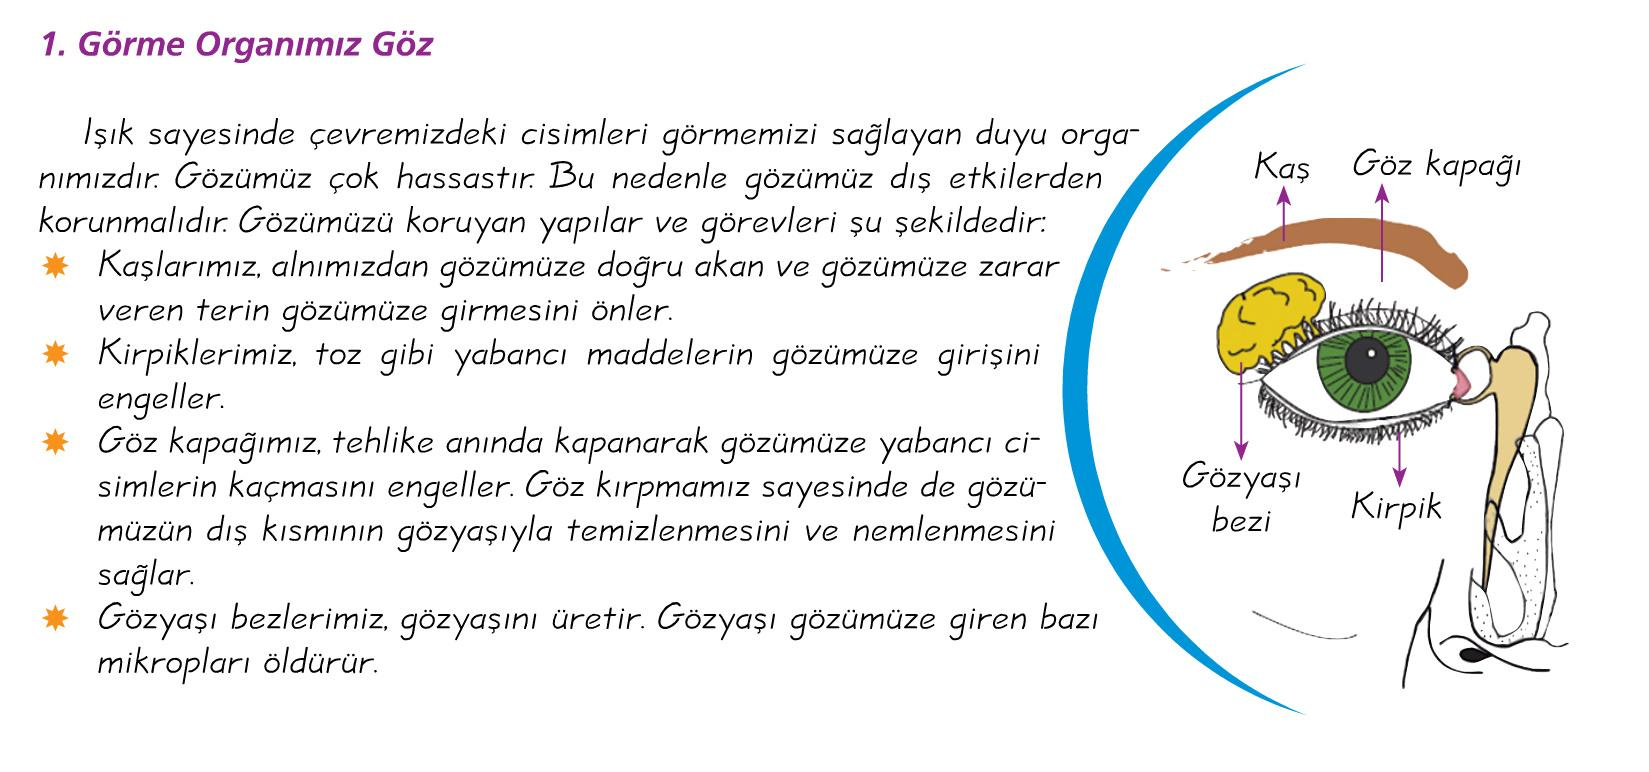 1. Görme Organımız Göz
Işık sayesinde çevremizdeki cisimleri görmemizi sağlayan duyu orga-
nımızdır. Gözümüz çok hassastır. Bu nedenle gözümüz dış etkilerden
korunmalıdır. Gözümüzü koruyan yapılar ve görevleri şu şekildedir:
Kaşlarımız, alnımızdan gözümüze doğru akan ve gözümüze zarar
veren terin gözümüze girmesini önler.
Kirpiklerimiz, toz gibi yabancı maddelerin gözümüze girişini
engeller.
Göz kapağımız, tehlike anında kapanarak gözümüze yabancı ci-
simlerin kaçmasını engeller. Göz kırpmamız sayesinde de gözü-
müzün dış kısmının gözyaşıyla temizlenmesini ve nemlenmesini
sağlar.
Gözyaşı bezlerimiz, gözyaşını üretir. Gözyaşı gözümüze giren bazı
mikropları öldürür.
Kaş
Göz kapağı
Gözyaşı
bezi
Kirpik